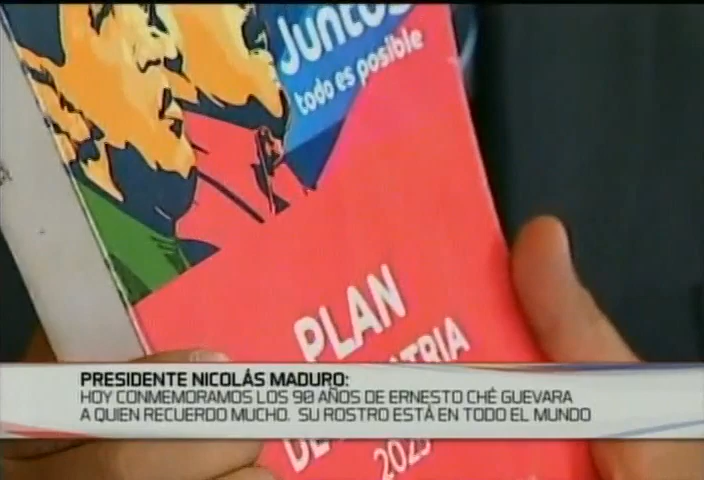 Juntos
todo es posible
PLAN
PATRIA
PRESIDENTE NICOLÁS MADURO:
HOY CONMEMORAMOS LOS 90 AÑOS DE ERNESTO CHÉ GUEVARA
A QUIEN RECUERDO MUCHO. SU ROSTRO ESTÁ EN TODO EL MUNDO